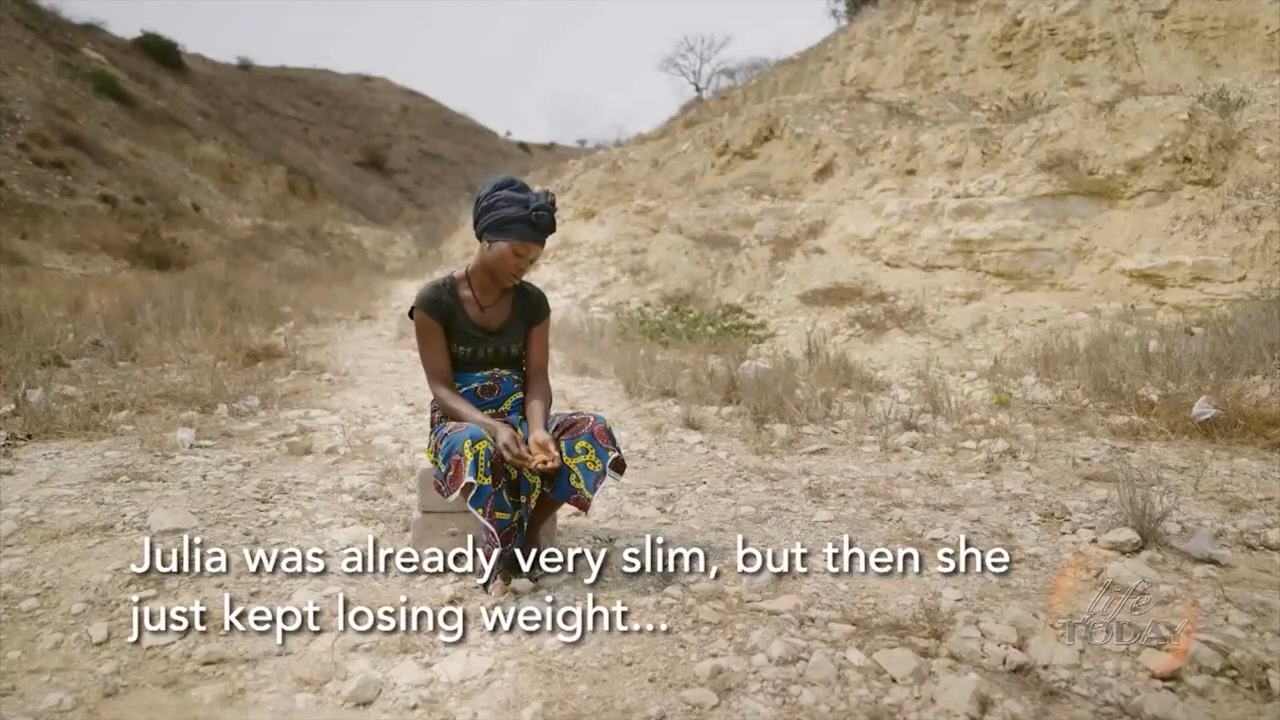 Julia was already very slim, but then she
just kept losing weight...
life
TODAY